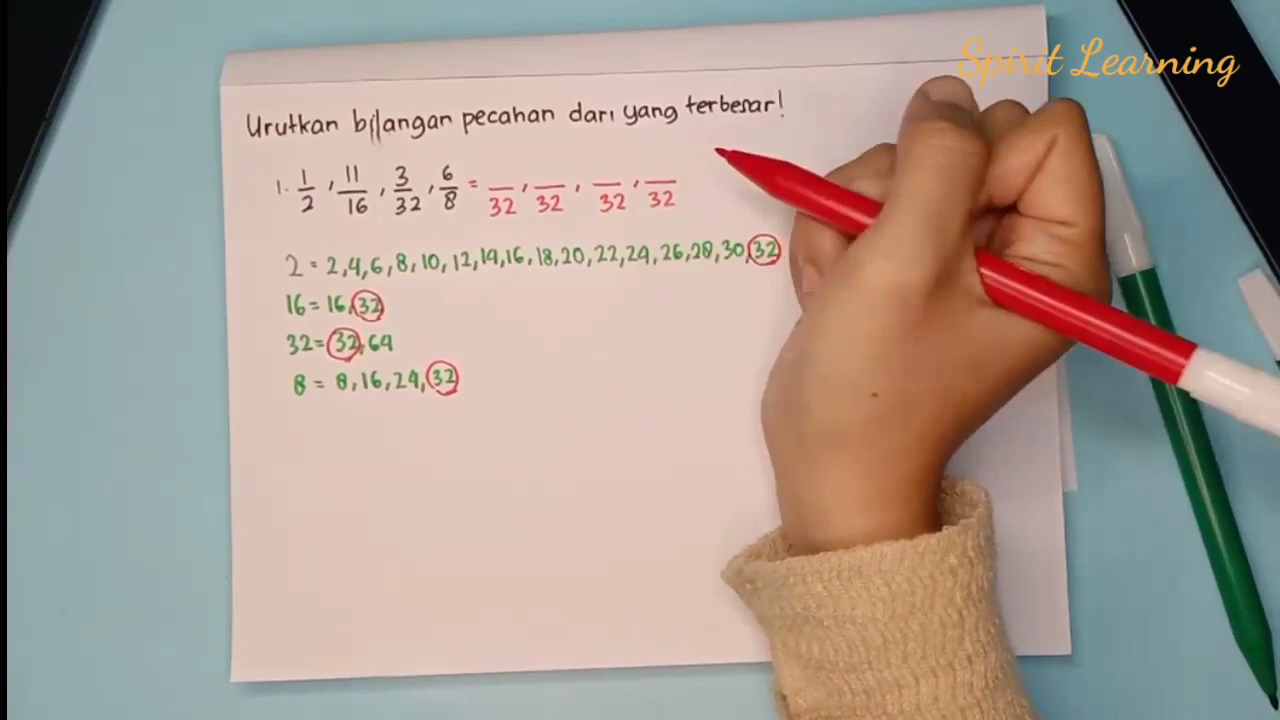 Spirit Learning
Urutkan bilangan pecahan dari yang terbesar!
1. 1/2, 11/16, 3/32, 6/8 = __/32, __/32, __/32, __/32
2 = 2,4,6,8,10,12,14,16,18,20,22,24,26,28,30,32
16 = 16,32
32 = 32,64
8 = 8,16,24,32